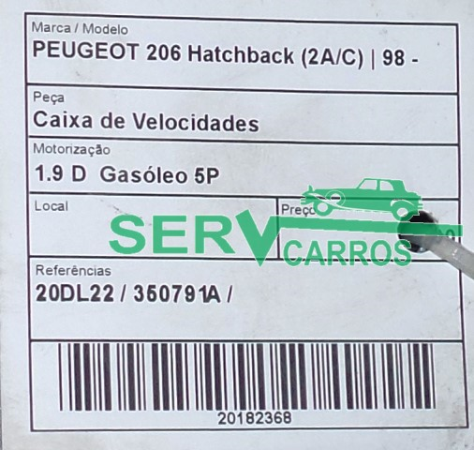 Marca / Modelo
PEUGEOT 206 Hatchback (2A/C) | 98 -
Peça
Caixa de Velocidades
Motorização
1.9 D Gasóleo 5P
Local
Preço
SERV
CARROS
Referências
20DL22 / 350791A /
20182368